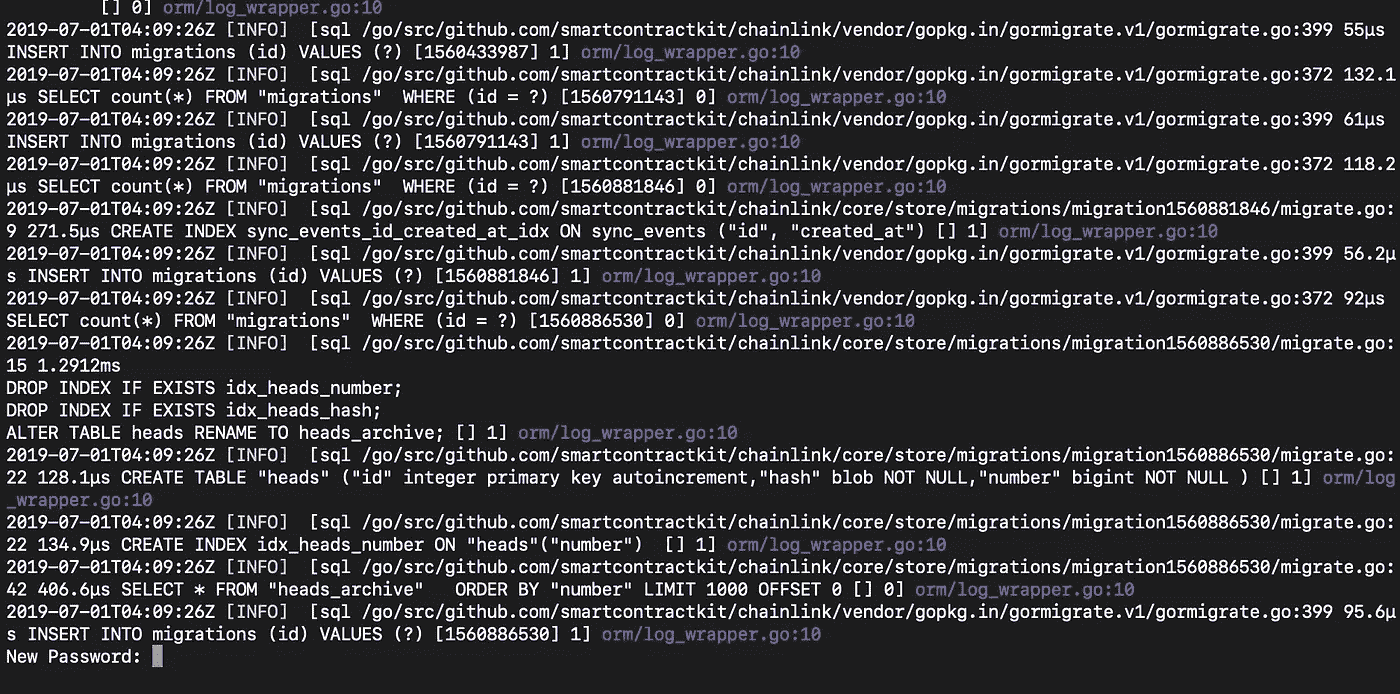 [] 0] orm/log_wrapper.go:10
2019-07-01T04:09:26Z [INFO]  [sql /go/src/github.com/smartcontractkit/chainlink/vendor/gopkg.in/gormigrate.v1/gormigrate.go:399 55µs
INSERT INTO migrations (id) VALUES (?) [1560433987] 1] orm/log_wrapper.go:10
2019-07-01T04:09:26Z [INFO]  [sql /go/src/github.com/smartcontractkit/chainlink/vendor/gopkg.in/gormigrate.v1/gormigrate.go:372 132.1
µs SELECT count(*) FROM "migrations"  WHERE (id = ?) [1560791143] 0] orm/log_wrapper.go:10
2019-07-01T04:09:26Z [INFO]  [sql /go/src/github.com/smartcontractkit/chainlink/vendor/gopkg.in/gormigrate.v1/gormigrate.go:399 61µs
INSERT INTO migrations (id) VALUES (?) [1560791143] 1] orm/log_wrapper.go:10
2019-07-01T04:09:26Z [INFO]  [sql /go/src/github.com/smartcontractkit/chainlink/vendor/gopkg.in/gormigrate.v1/gormigrate.go:372 118.2
µs SELECT count(*) FROM "migrations"  WHERE (id = ?) [1560881846] 0] orm/log_wrapper.go:10
2019-07-01T04:09:26Z [INFO]  [sql /go/src/github.com/smartcontractkit/chainlink/core/store/migrations/migration1560881846/migrate.go:
9 271.5µs CREATE INDEX sync_events_id_created_at_idx ON sync_events ("id", "created_at") [] 1] orm/log_wrapper.go:10
2019-07-01T04:09:26Z [INFO]  [sql /go/src/github.com/smartcontractkit/chainlink/vendor/gopkg.in/gormigrate.v1/gormigrate.go:399 56.2µ
s INSERT INTO migrations (id) VALUES (?) [1560881846] 1] orm/log_wrapper.go:10
2019-07-01T04:09:26Z [INFO]  [sql /go/src/github.com/smartcontractkit/chainlink/vendor/gopkg.in/gormigrate.v1/gormigrate.go:372 92µs
SELECT count(*) FROM "migrations"  WHERE (id = ?) [1560886530] 0] orm/log_wrapper.go:10
2019-07-01T04:09:26Z [INFO]  [sql /go/src/github.com/smartcontractkit/chainlink/core/store/migrations/migration1560886530/migrate.go:
15 1.2912ms
DROP INDEX IF EXISTS idx_heads_number;
DROP INDEX IF EXISTS idx_heads_hash;
ALTER TABLE heads RENAME TO heads_archive; [] 1] orm/log_wrapper.go:10
2019-07-01T04:09:26Z [INFO]  [sql /go/src/github.com/smartcontractkit/chainlink/core/store/migrations/migration1560886530/migrate.go:
22 128.1µs CREATE TABLE "heads" ("id" integer primary key autoincrement,"hash" blob NOT NULL,"number" bigint NOT NULL ) [] 1] orm/log
_wrapper.go:10
2019-07-01T04:09:26Z [INFO]  [sql /go/src/github.com/smartcontractkit/chainlink/core/store/migrations/migration1560886530/migrate.go:
22 134.9µs CREATE INDEX idx_heads_number ON "heads"("number")  [] 1] orm/log_wrapper.go:10
2019-07-01T04:09:26Z [INFO]  [sql /go/src/github.com/smartcontractkit/chainlink/core/store/migrations/migration1560886530/migrate.go:
42 406.6µs SELECT * FROM "heads_archive"   ORDER BY "number" LIMIT 1000 OFFSET 0 [] 0] orm/log_wrapper.go:10
2019-07-01T04:09:26Z [INFO]  [sql /go/src/github.com/smartcontractkit/chainlink/vendor/gopkg.in/gormigrate.v1/gormigrate.go:399 95.6µ
s INSERT INTO migrations (id) VALUES (?) [1560886530] 1] orm/log_wrapper.go:10
New Password: